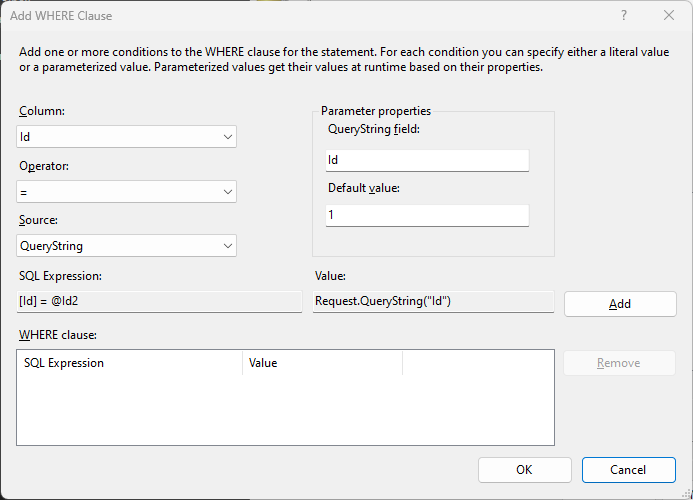 Add WHERE Clause
?
Add one or more conditions to the WHERE clause for the statement. For each condition you can specify either a literal value
or a parameterized value. Parameterized values get their values at runtime based on their properties.
Column:
Id
Operator:
=
Source:
QueryString
Parameter properties
QueryString field:
Id
Default value:
1
SQL Expression:
[Id] = @Id2
Value:
Request.QueryString("Id")
Add
WHERE clause:
SQL Expression
Value
Remove
OK
Cancel